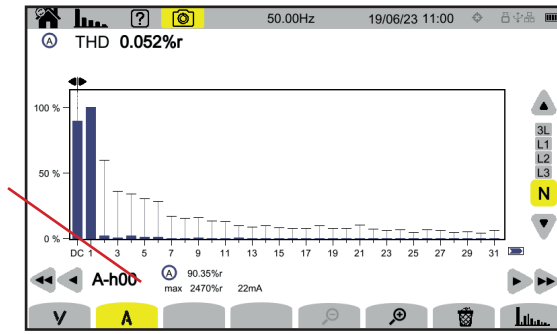 ? 50.00Hz 19/06/23 11:00
A THD 0.052%r
100 %
50 %
0 %
DC 1 3 5 7 9 11 13 15 17 19 21 23 25 27 29 31
3L
L1
L2
L3
N
A-h00 A 90.35%r
max 2470%r 22mA
V A